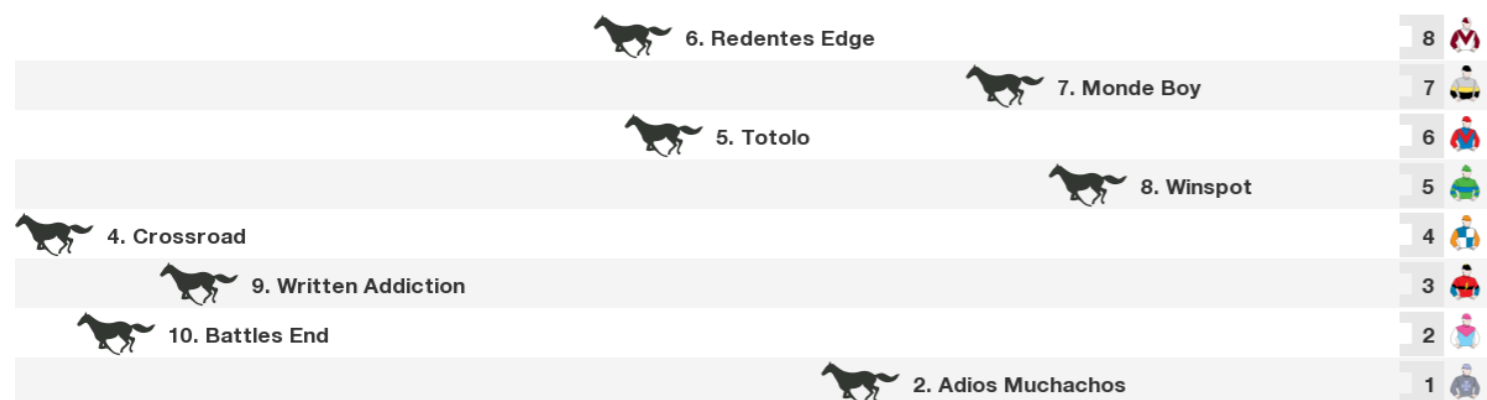 6. Redentes Edge 8
7. Monde Boy 7
5. Totolo 6
8. Winspot 5
4. Crossroad 4
9. Written Addiction 3
10. Battles End 2
2. Adios Muchachos 1